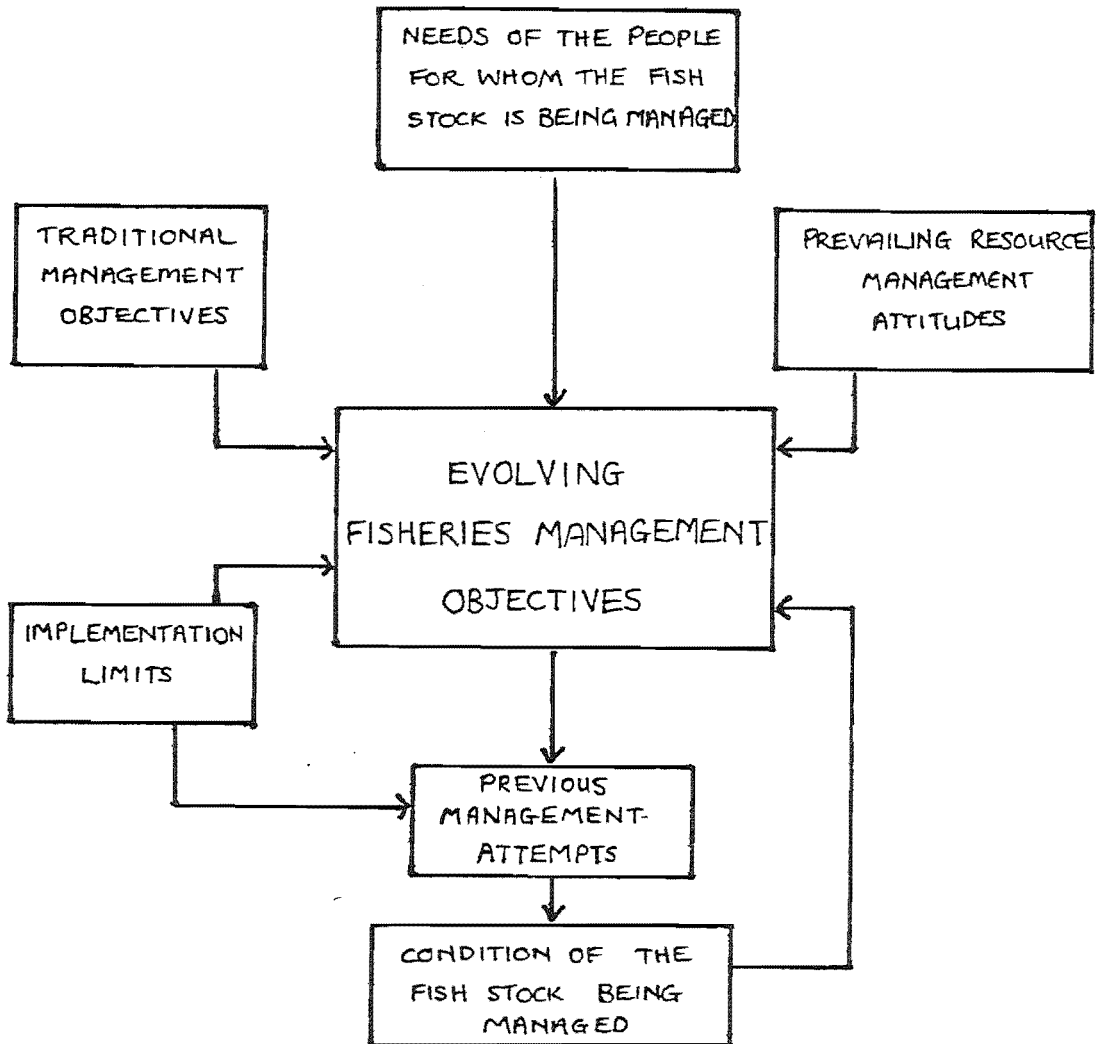 NEEDS OF THE PEOPLE
FOR WHOM THE FISH
STOCK IS BEING MANAGED
TRADITIONAL
MANAGEMENT
OBJECTIVES
PREVAILING RESOURCE
MANAGEMENT
ATTITUDES
EVOLVING
FISHERIES MANAGEMENT
OBJECTIVES
IMPLEMENTATION
LIMITS
PREVIOUS
MANAGEMENT-
ATTEMPTS
CONDITION OF THE
FISH STOCK BEING
MANAGED